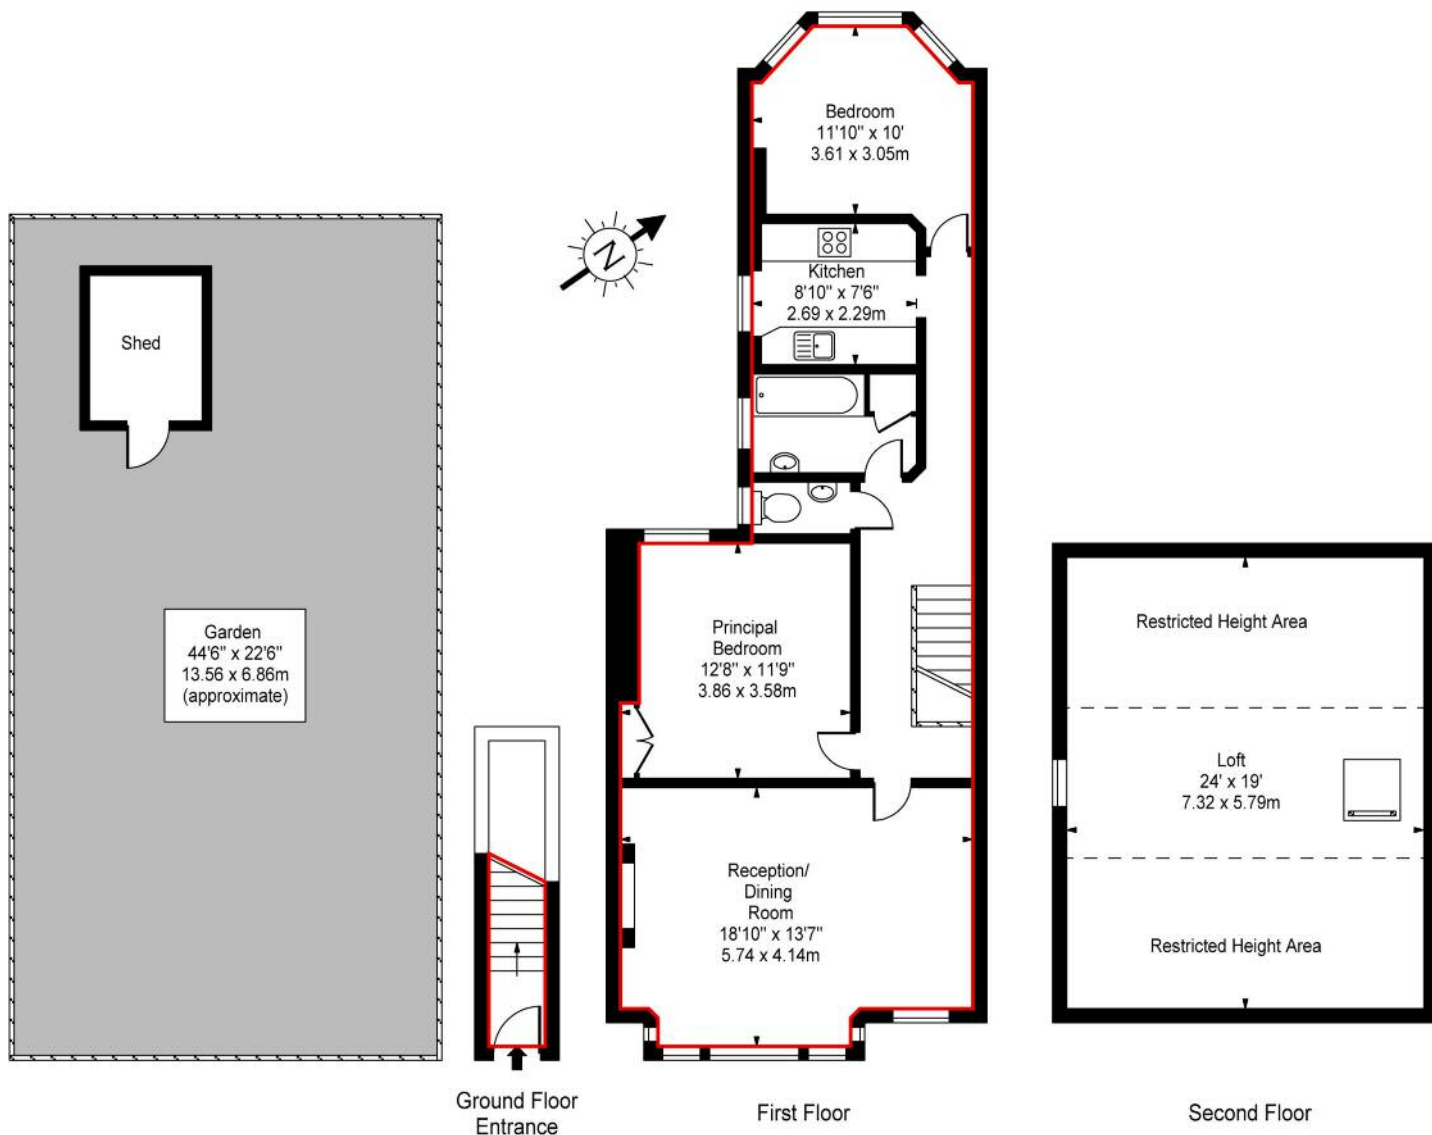 Bedroom
11'10" x 10'
3.61 x 3.05m
N
Kitchen
8'10" x 7'6"
2.69 x 2.29m
Shed
Garden
44'6" x 22'6"
13.56 x 6.86m
(approximate)
Principal
Bedroom
12'8" x 11'9"
3.86 x 3.58m
Restricted Height Area
Loft
24' x 19'
7.32 x 5.79m
Restricted Height Area
Reception/
Dining
Room
18'10" x 13'7"
5.74 x 4.14m
Ground Floor
Entrance
First Floor
Second Floor